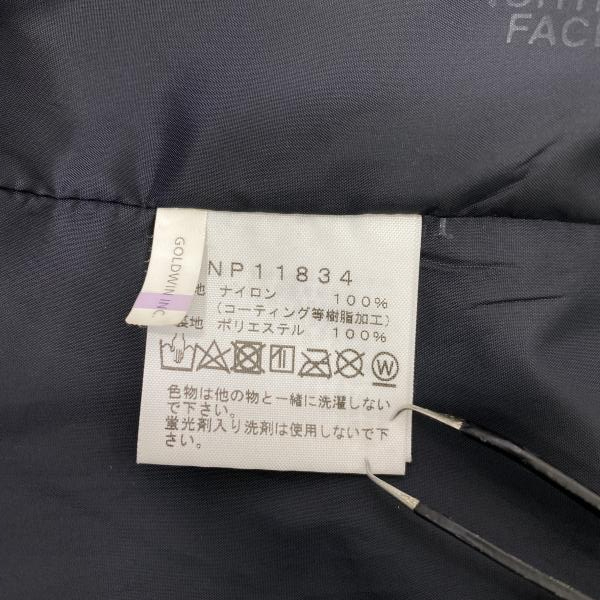 FACE
GOLDWIN INC.
NP11834
地 ナイロン 100%
(コーティング等樹脂加工)
裏地 ポリエステル 100%
W
色物は他の物と一緒に洗濯しない
で下さい。
蛍光剤入り洗剤は使用しないで下
さい。